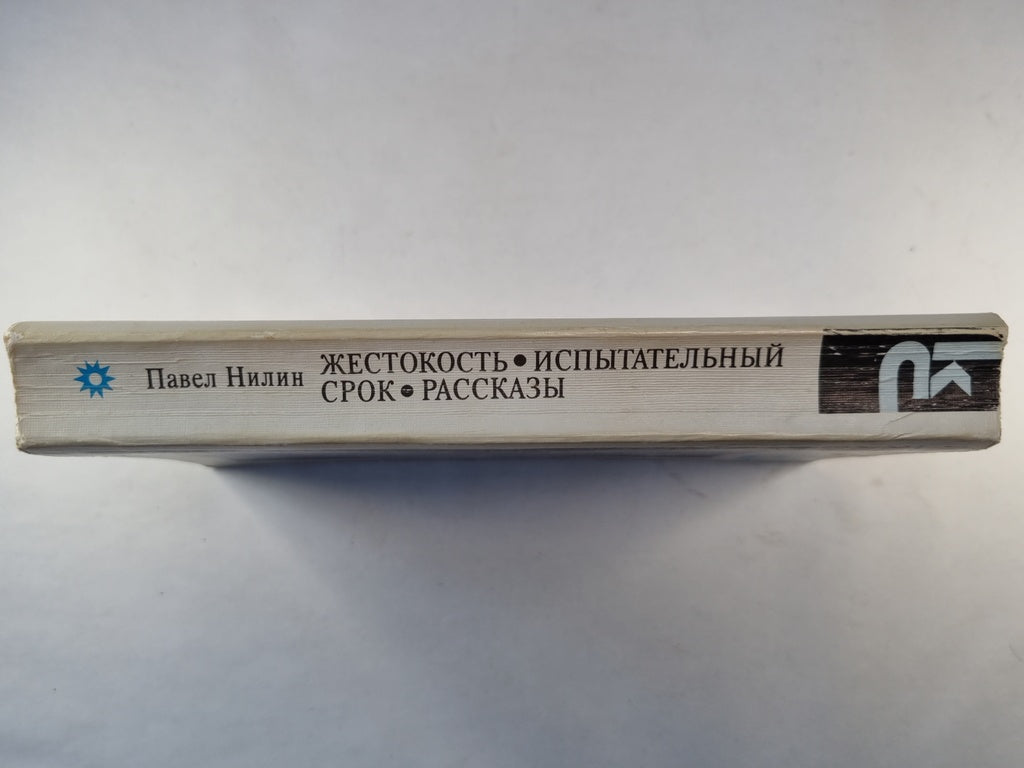 Павел Нилин
ЖЕСТОКОСТЬ • ИСПЫТАТЕЛЬНЫЙ
СРОК • РАССКАЗЫ